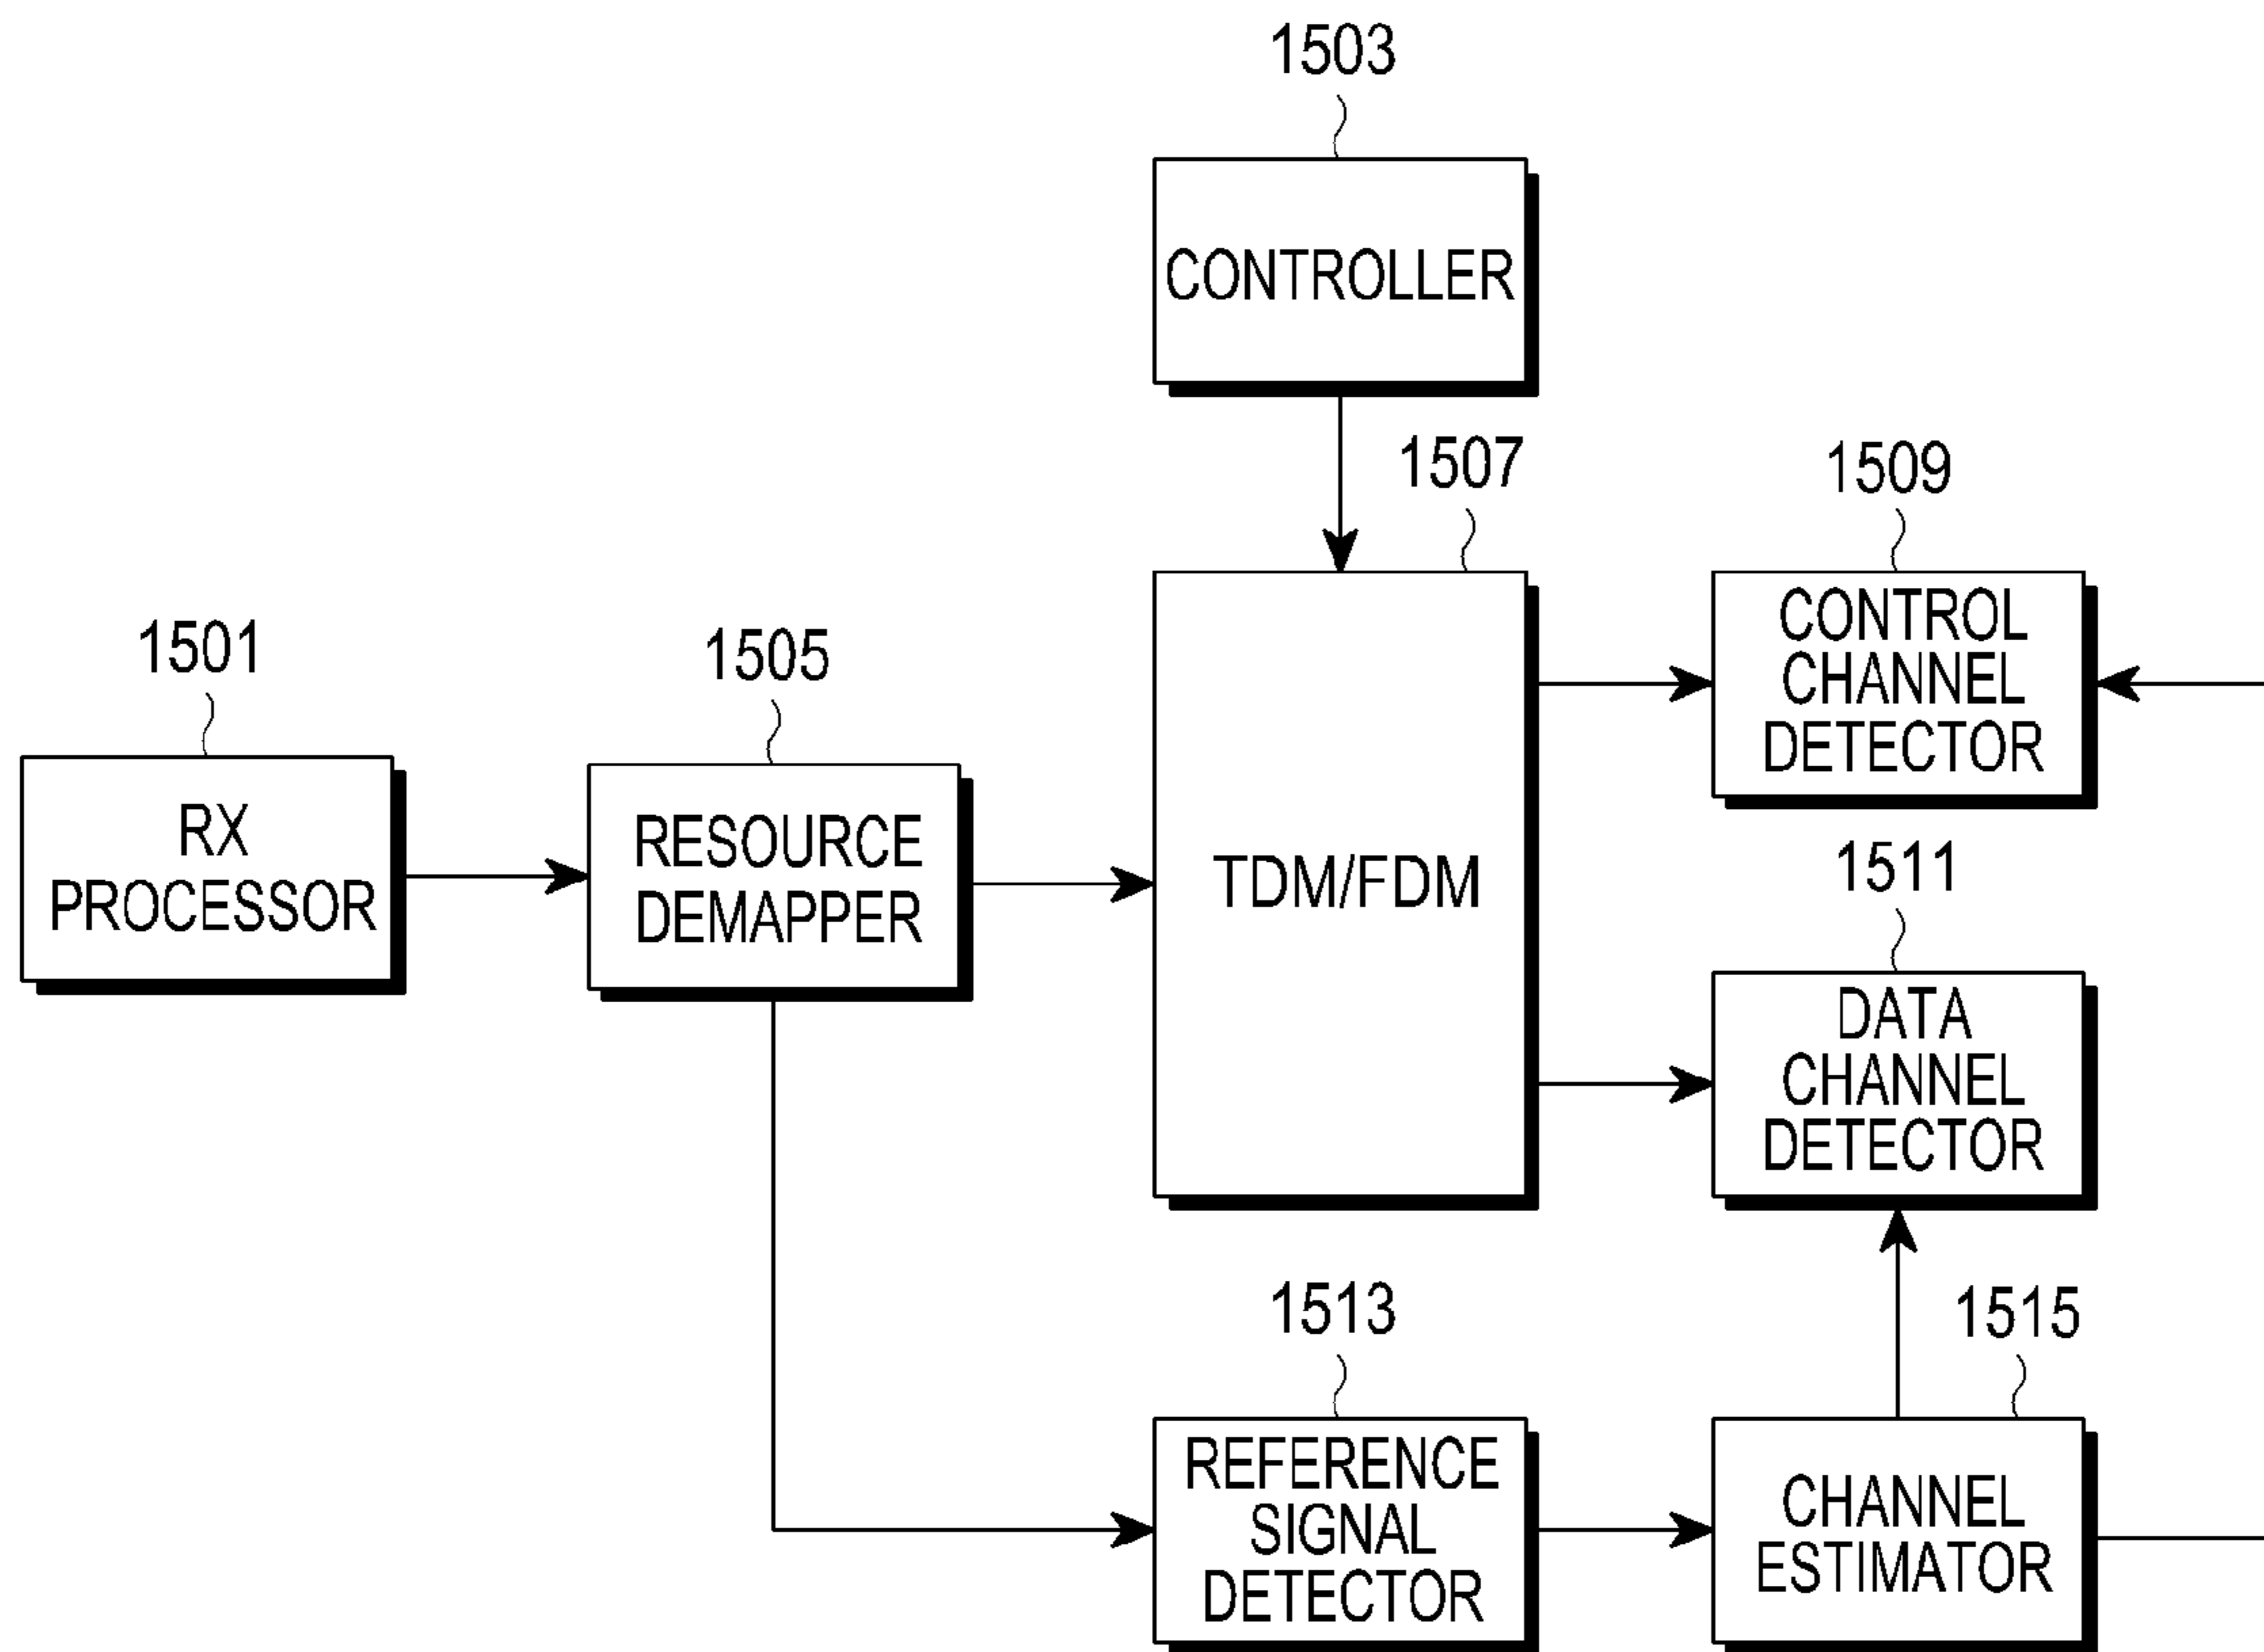 1503
CONTROLLER
1507
1509
CONTROL
CHANNEL
DETECTOR
1501
RX
PROCESSOR
1505
RESOURCE
DEMAPPER
TDM/FDM
1511
DATA
CHANNEL
DETECTOR
1513
REFERENCE
SIGNAL
DETECTOR
1515
CHANNEL
ESTIMATOR